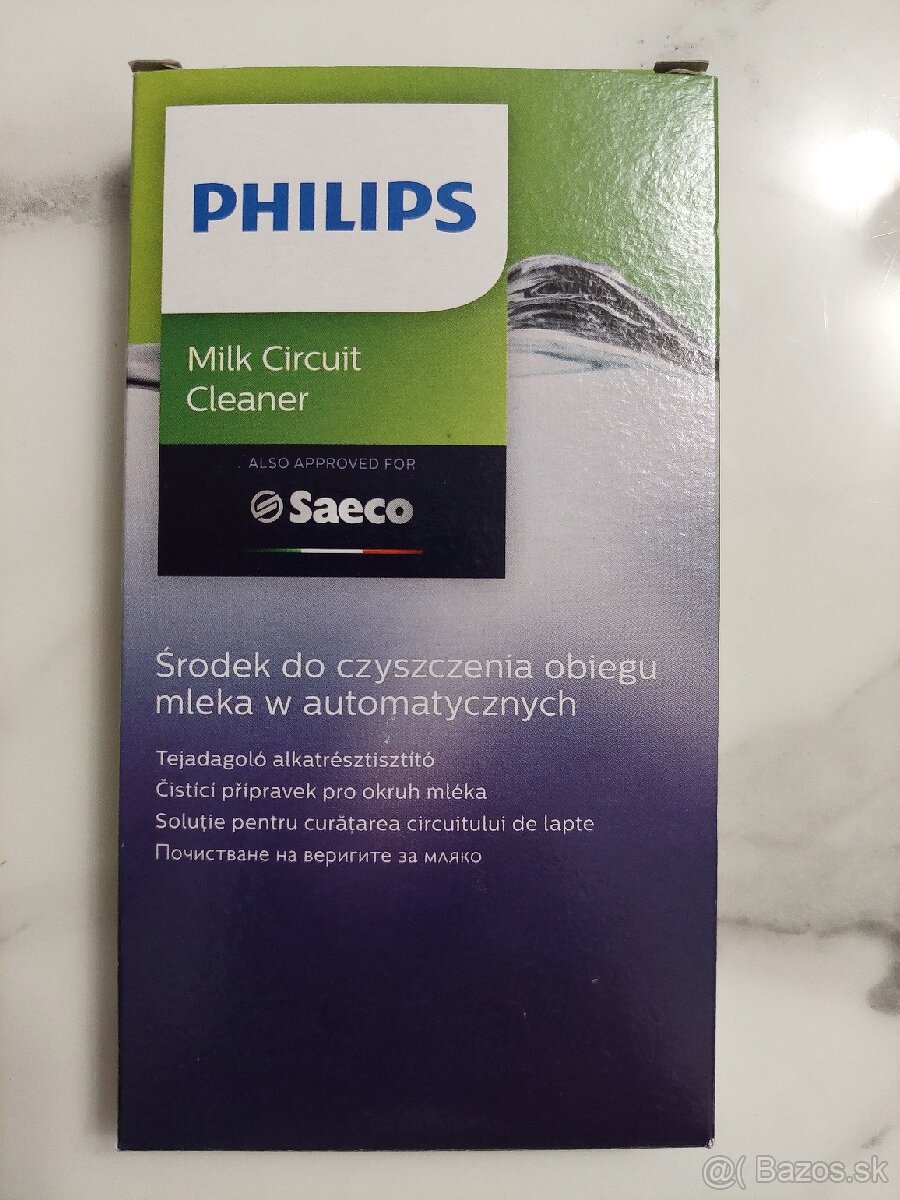 PHILIPS
Milk Circuit
Cleaner
ALSO APPROVED FOR
Saeco
Środek do czyszczenia obiegu
mleka w automatycznych
Tejadagoló alkatrésztisztító
Čistící přípravek pro okruh mléka
Soluție pentru curățarea circuitului de lapte
Почистване на веригите за мляко
@( Bazos.sk